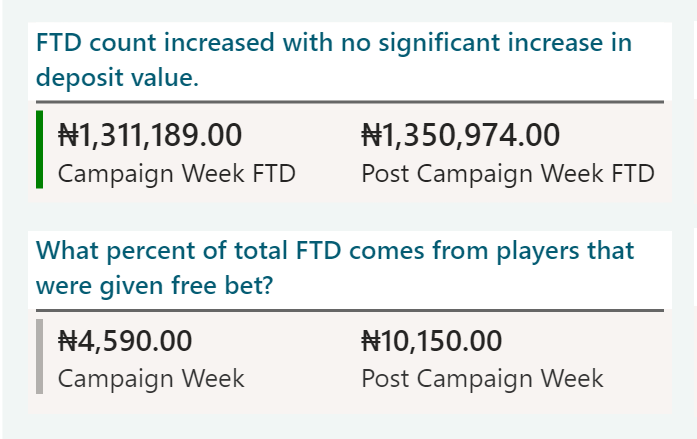 FTD count increased with no significant increase in
deposit value.
₦1,311,189.00 ₦1,350,974.00
Campaign Week FTD Post Campaign Week FTD
What percent of total FTD comes from players that
were given free bet?
₦4,590.00 ₦10,150.00
Campaign Week Post Campaign Week